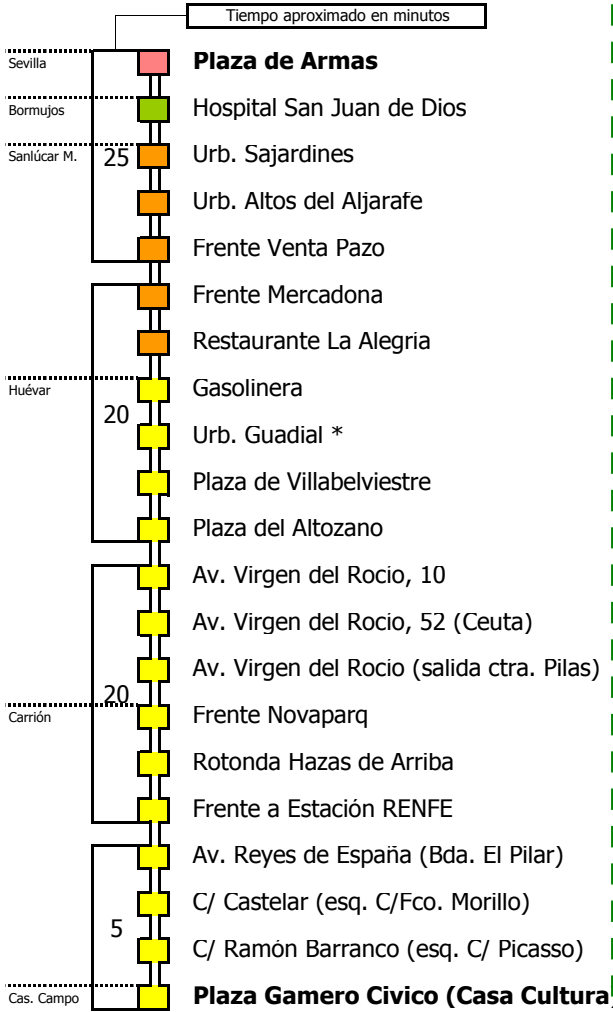 Tiempo aproximado en minutos
Sevilla Plaza de Armas
Bormujos Hospital San Juan de Dios
Sanlúcar M. 25 Urb. Sajardines
Urb. Altos del Aljarafe
Frente Venta Pazo
Frente Mercadona
Restaurante La Alegria
Huévar Gasolinera
20 Urb. Guadial *
Plaza de Villabelviestre
Plaza del Altozano
Av. Virgen del Rocio, 10
Av. Virgen del Rocio, 52 (Ceuta)
Av. Virgen del Rocio (salida ctra. Pilas)
20
Carrión Frente Novaparq
Rotonda Hazas de Arriba
Frente a Estación RENFE
Av. Reyes de España (Bda. El Pilar)
C/ Castelar (esq. C/Fco. Morillo)
5 C/ Ramón Barranco (esq. C/ Picasso)
Cas. Campo Plaza Gamero Civico (Casa Cultura)